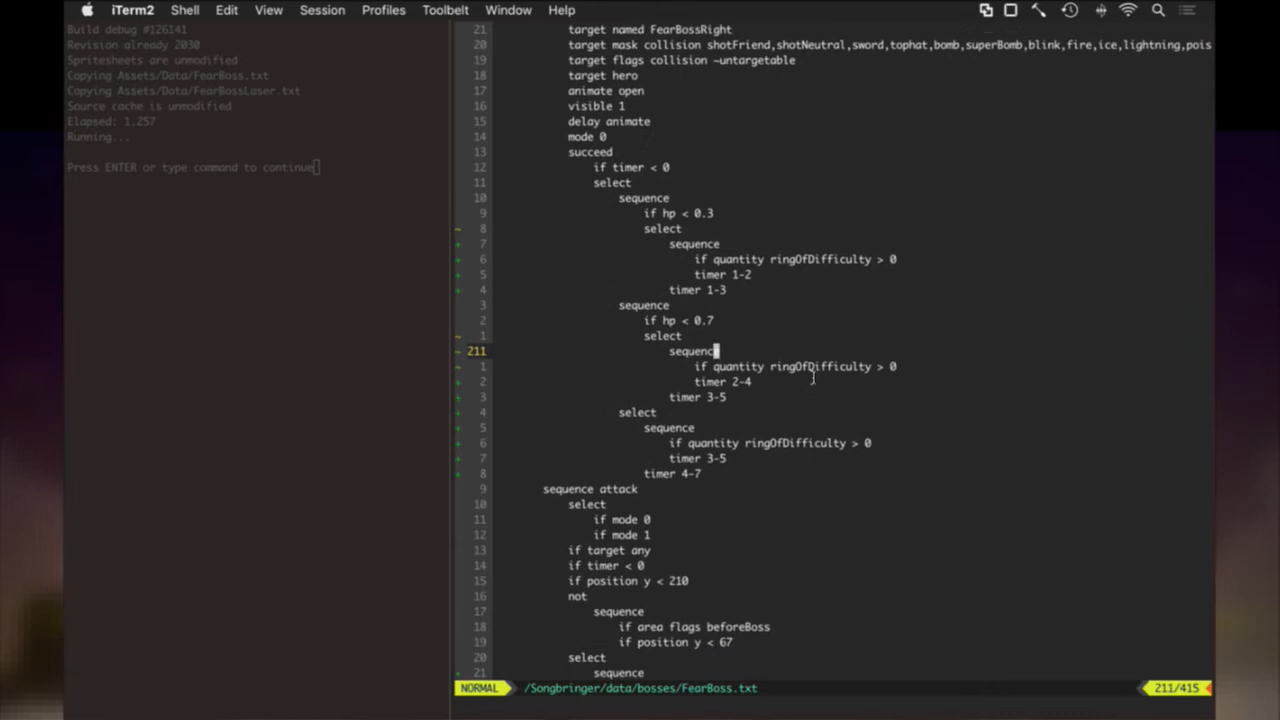 iTerm2 Shell Edit View Session Profiles Toolbelt Window Help
Build debug #126141
Revision already 2030
Spritesheets are unmodified
Copying Assets/Data/FearBoss.txt
Copying Assets/Data/FearBossLaser.txt
Source cache is unmodified
Elapsed: 1.257
Running...
Press ENTER or type command to continue
21 target named FearBossRight
20 target mask collision shotFriend,shotNeutral,sword,tophat,bomb,superBomb,blink,fire,ice,lightning,pois
19 target flags collision ~untargetable
18 target hero
17 animate open
16 visible 1
15 delay animate
14 mode 0
13 succeed
12 if timer < 0
11 select
10 sequence
9 if hp < 0.3
~ 8 select
+ 7 sequence
+ 6 if quantity ringOfDifficulty > 0
+ 5 timer 1-2
+ 4 timer 1-3
3 sequence
2 if hp < 0.7
~ 1 select
~ 211 sequence
~ 1 if quantity ringOfDifficulty > 0
+ 2 timer 2-4
+ 3 timer 3-5
+ 4 select
+ 5 sequence
+ 6 if quantity ringOfDifficulty > 0
+ 7 timer 3-5
+ 8 timer 4-7
9 sequence attack
10 select
11 if mode 0
12 if mode 1
13 if target any
14 if timer < 0
15 if position y < 210
16 not
17 sequence
18 if area flags beforeBoss
19 if position y < 67
20 select
+ 21 sequence
NORMAL /Songbringer/data/bosses/FearBoss.txt 211/415